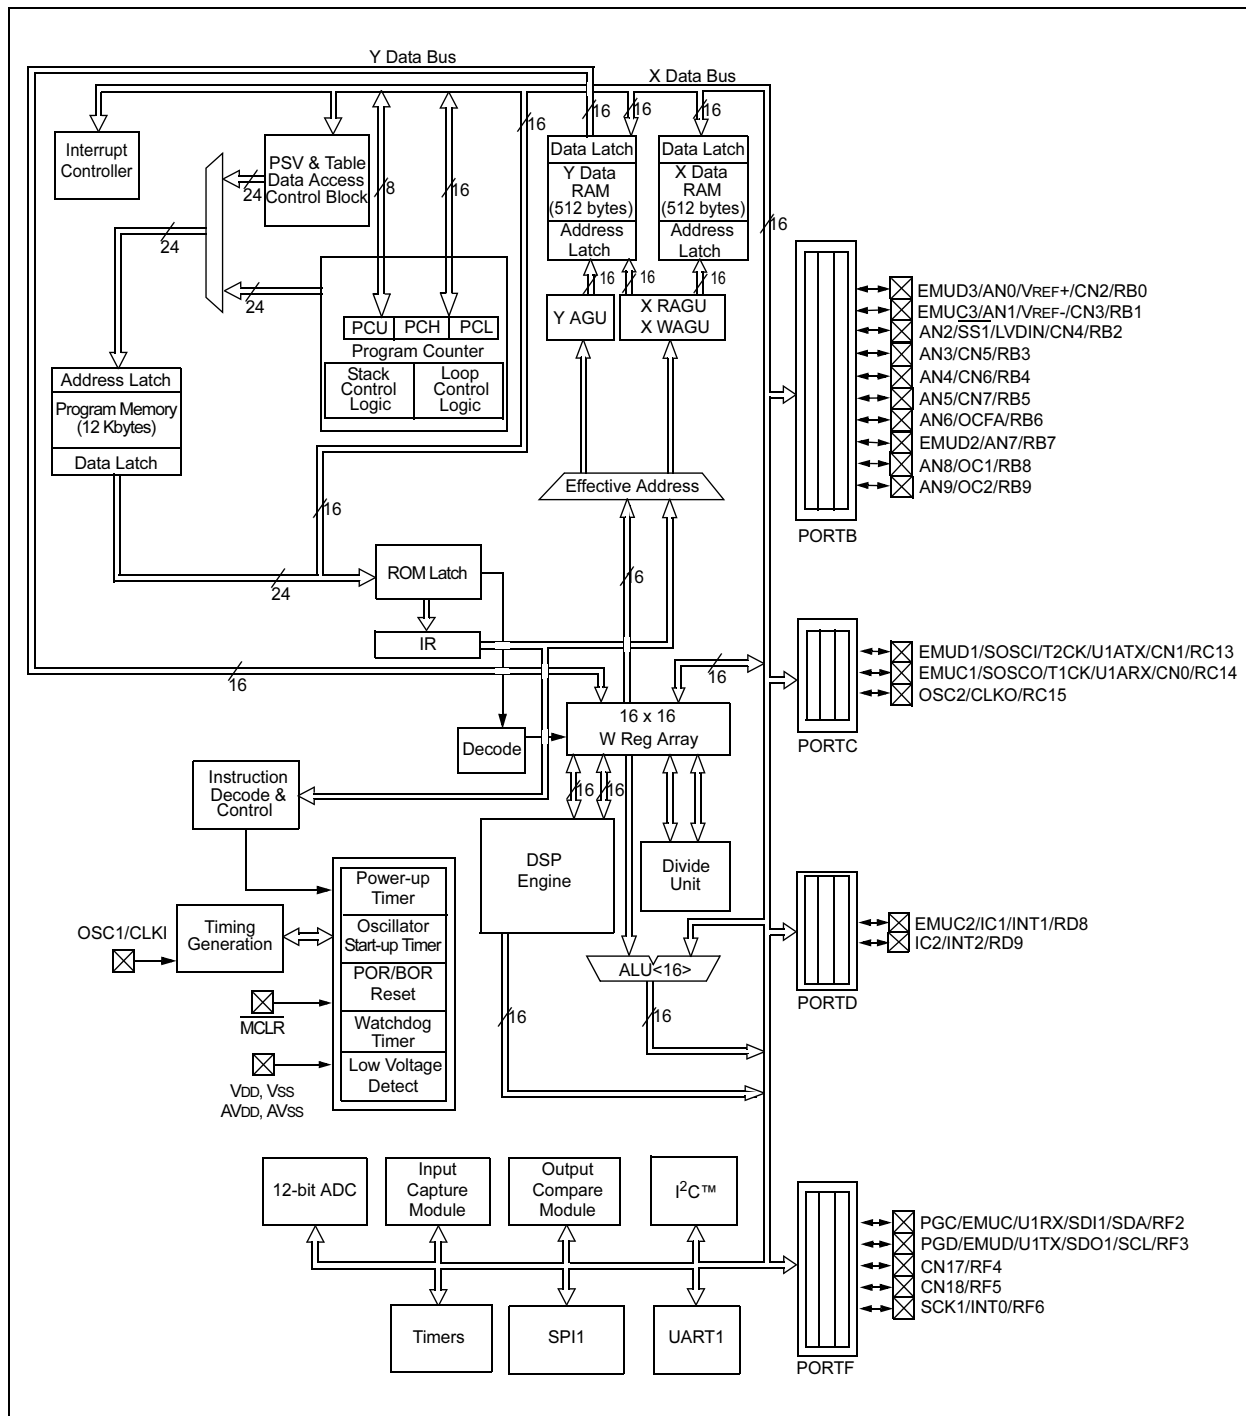 Y Data Bus
X Data Bus
16
16
16
16
Interrupt
Controller
PSV & Table
Data Access
Control Block
24
8
16
Data Latch
Y Data
RAM
(512 bytes)
Address
Latch
Data Latch
X Data
RAM
(512 bytes)
Address
Latch
16
24
24
16
16
16
Y AGU
X RAGU
X WAGU
PCU
PCH
PCL
Program Counter
Stack
Control
Logic
Loop
Control
Logic
Address Latch
Program Memory
(12 Kbytes)
Data Latch
Effective Address
16
24
ROM Latch
16
IR
16
16
16 x 16
W Reg Array
Decode
Instruction
Decode &
Control
16
16
DSP
Engine
Divide
Unit
Power-up
Timer
Oscillator
Start-up Timer
POR/BOR
Reset
Watchdog
Timer
Low Voltage
Detect
Timing
Generation
OSC1/CLKI
MCLR
VDD, VSS
AVDD, AVSS
ALU<16>
16
16
12-bit ADC
Input
Capture
Module
Output
Compare
Module
I2C™
Timers
SPI1
UART1
EMUD3/AN0/VREF+/CN2/RB0
EMUC3/AN1/VREF-/CN3/RB1
AN2/SS1/LVDIN/CN4/RB2
AN3/CN5/RB3
AN4/CN6/RB4
AN5/CN7/RB5
AN6/OCFA/RB6
EMUD2/AN7/RB7
AN8/OC1/RB8
AN9/OC2/RB9
PORTB
EMUD1/SOSCI/T2CK/U1ATX/CN1/RC13
EMUC1/SOSCO/T1CK/U1ARX/CN0/RC14
OSC2/CLKO/RC15
PORTC
EMUC2/IC1/INT1/RD8
IC2/INT2/RD9
PORTD
PGC/EMUC/U1RX/SDI1/SDA/RF2
PGD/EMUD/U1TX/SDO1/SCL/RF3
CN17/RF4
CN18/RF5
SCK1/INT0/RF6
PORTF